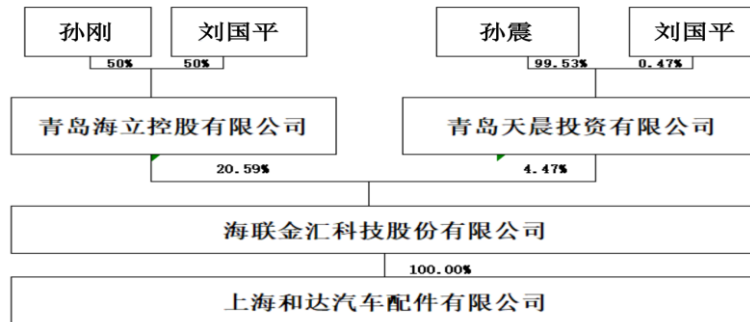 孙刚 刘国平 孙震 刘国平
50% 50% 99.53% 0.47%
青岛海立控股有限公司 青岛天晨投资有限公司
20.59% 4.47%
海联金汇科技股份有限公司
100.00%
上海和达汽车配件有限公司